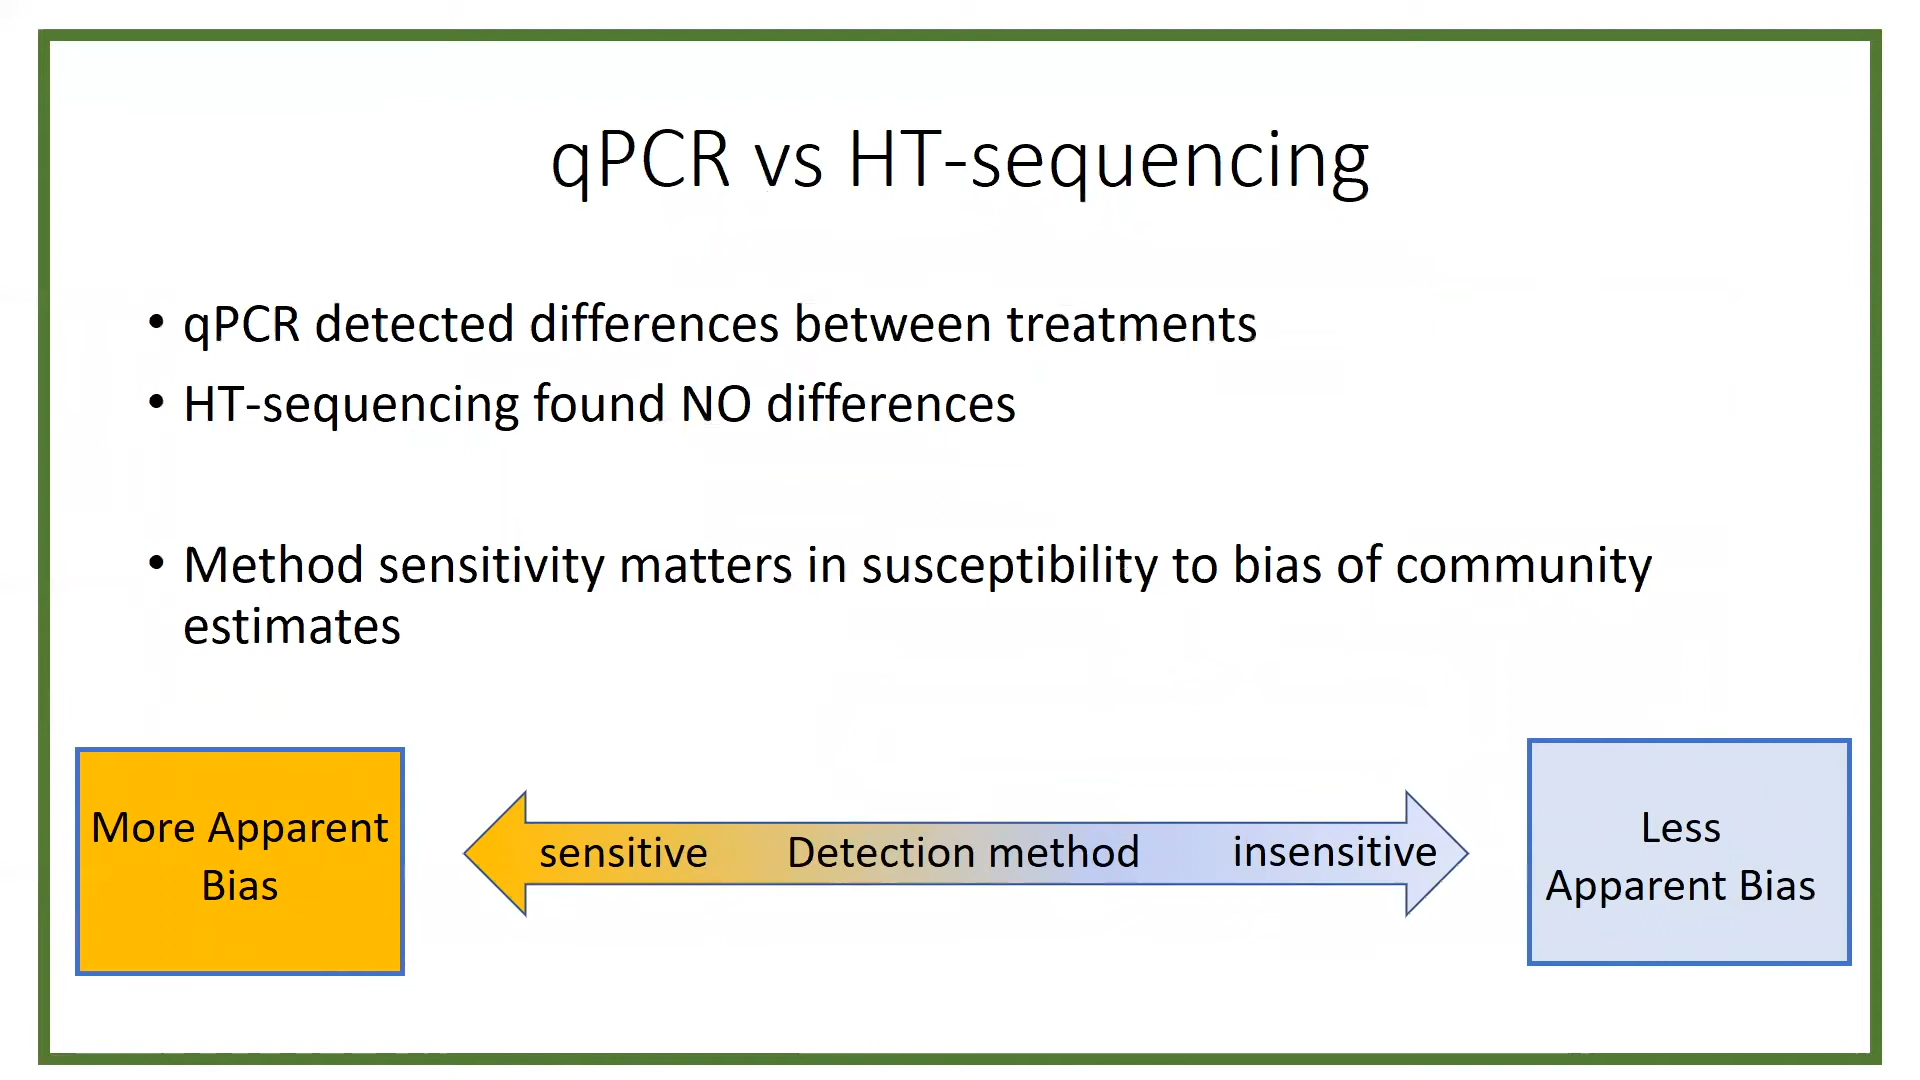 qPCR vs HT-sequencing
• qPCR detected differences between treatments
• HT-sequencing found NO differences
• Method sensitivity matters in susceptibility to bias of community
estimates
More Apparent
Bias
sensitive Detection method insensitive
Less
Apparent Bias